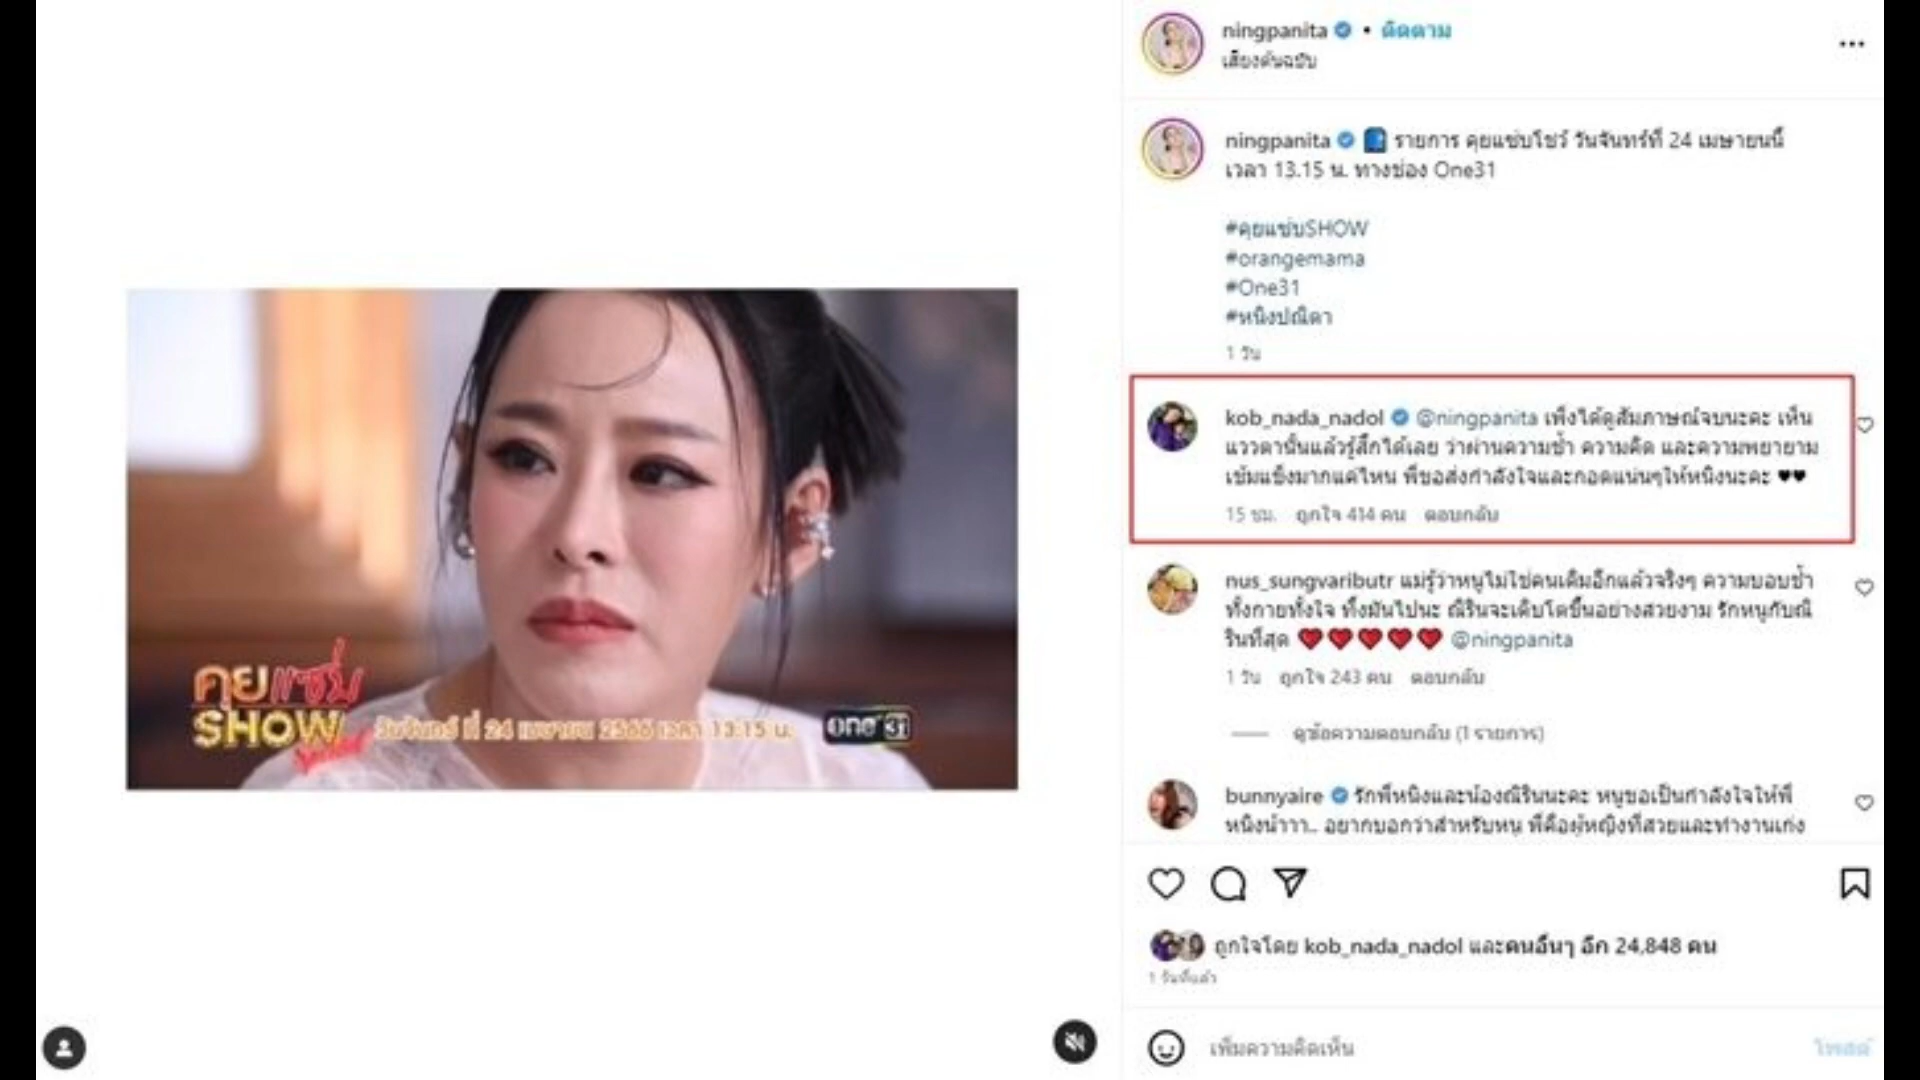 คุยแซ่บ
SHOW
วันจันทร์ ที่ 24 เมษายน 2566 เวลา 13:15 น.
one 31
ningpanita • ติดตาม
เสียงต้นฉบับ
ningpanita รายการ คุยแซ่บโชว์ วันจันทร์ที่ 24 เมษายนนี้
เวลา 13.15 น. ทางช่อง One31
#คุยแซ่บSHOW
#orangemama
#One31
#หนิงปณิตา
1 วัน
kob_nada_nadol @ningpanita เพิ่งได้ดูสัมภาษณ์จบนะคะ เห็น
แววตานั้นแล้วรู้สึกได้เลย ว่าผ่านความช้ำ ความคิด และความพยายาม
เข้มแข็งมากแค่ไหน พี่ขอส่งกำลังใจและกอดแน่นๆให้หนิงนะคะ ♥♥
15 ชม. ถูกใจ 414 คน ตอบกลับ
nus_sungvaributr แม่รู้ว่าหนูไม่ใช่คนเดิมอีกแล้วจริงๆ ความบอบช้ำ
ทั้งกายทั้งใจ ทิ้งมันไปนะ ณิรินจะเติบโตขึ้นอย่างสวยงาม รักหนูกับณิ
รินที่สุด ❤❤❤❤❤ @ningpanita
1 วัน ถูกใจ 243 คน ตอบกลับ
ดูข้อความตอบกลับ (1 รายการ)
bunnyaire รักพี่หนิงและน้องณิรินนะคะ หนูขอเป็นกำลังใจให้พี่
หนิงน้าาา.. อยากบอกว่าสำหรับหนู พี่คือผู้หญิงที่สวยและทำงานเก่ง
ถูกใจโดย kob_nada_nadol และคนอื่นๆ อีก 24,848 คน
1 วันที่แล้ว
เพิ่มความคิดเห็น
โพสต์